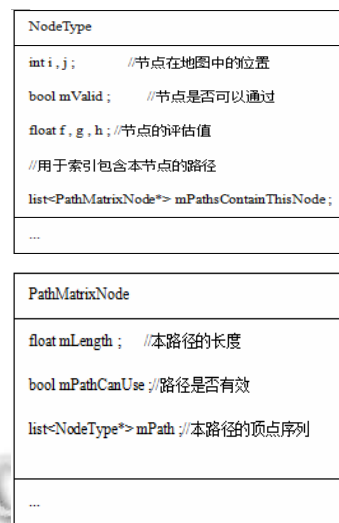 NodeType
int i , j ; //节点在地图中的位置
bool mValid ; //节点是否可以通过
float f , g , h ; //节点的评估值
//用于索引包含本节点的路径
list<PathMatrixNode*> mPathsContainThisNode ;
...
PathMatrixNode
float mLength ; //本路径的长度
bool mPathCanUse ;//路径是否有效
list<NodeType*> mPath ;//本路径的顶点序列
...